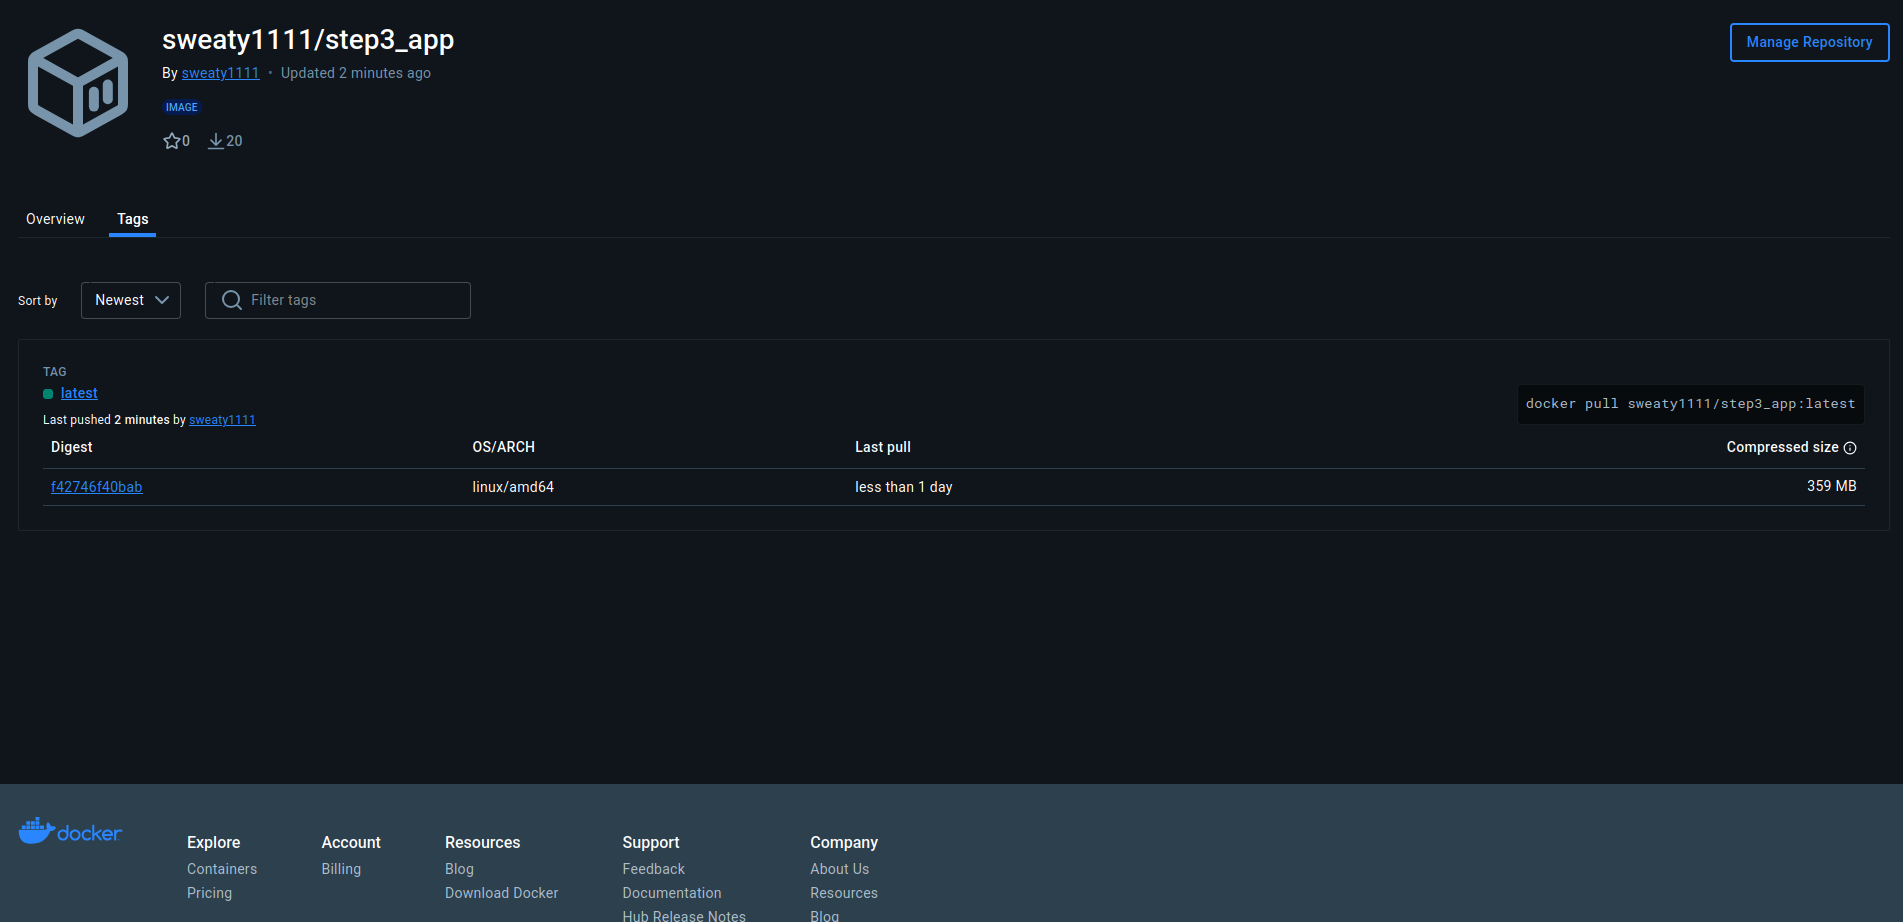 sweaty1111/step3_app
Manage Repository
By sweaty1111 • Updated 2 minutes ago
IMAGE
0 20
Overview Tags
Sort by Newest Filter tags
TAG
latest
docker pull sweaty1111/step3_app:latest
Last pushed 2 minutes by sweaty1111
Digest OS/ARCH Last pull Compressed size
f42746f40bab linux/amd64 less than 1 day 359 MB
docker
Explore
Containers
Pricing
Account
Billing
Resources
Blog
Download Docker
Support
Feedback
Documentation
Hub Release Notes
Company
About Us
Resources
Blog